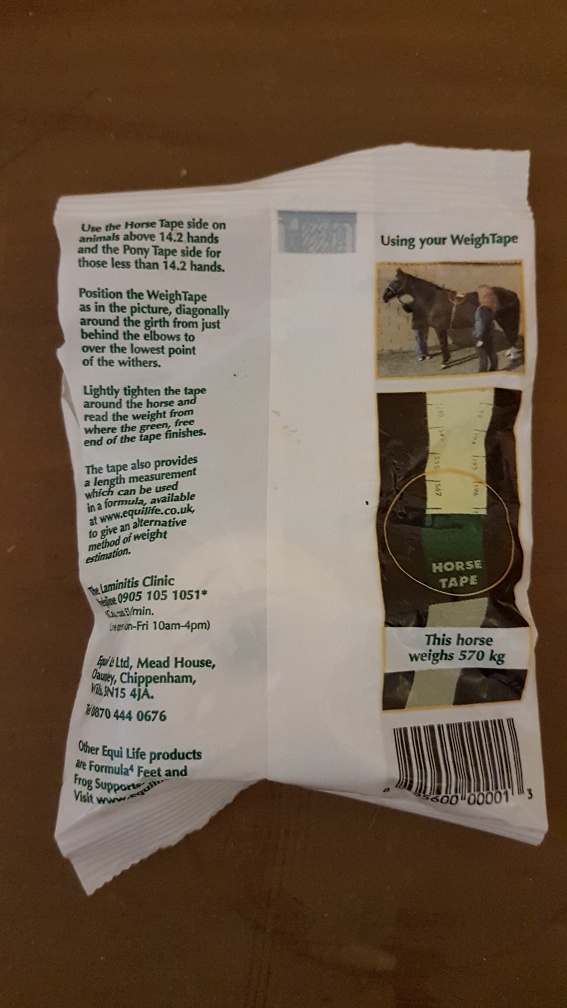 Use the Horse Tape side on
animals above 14.2 hands
and the Pony Tape side for
those less than 14.2 hands.
Position the WeighTape
as in the picture, diagonally
around the girth from just
behind the elbows to
over the lowest point
of the withers.
Lightly tighten the tape
around the horse and
read the weight from
where the green, free
end of the tape finishes.
The tape also provides
a length measurement
which can be used
in a formula, available
at www.equilife.co.uk,
to give an alternative
method of weight
estimation.
The Laminitis Clinic
0905 105 1051*
-Fri 10am-4pm)
Ltd, Mead House,
Chippenham,
SN15 4JA.
0870 444 0676
Other Equi Life products
are Formula4 Feet and
Frog Support
Visit
Using your WeighTape
HORSE
TAPE
This horse
weighs 570 kg
00001 3